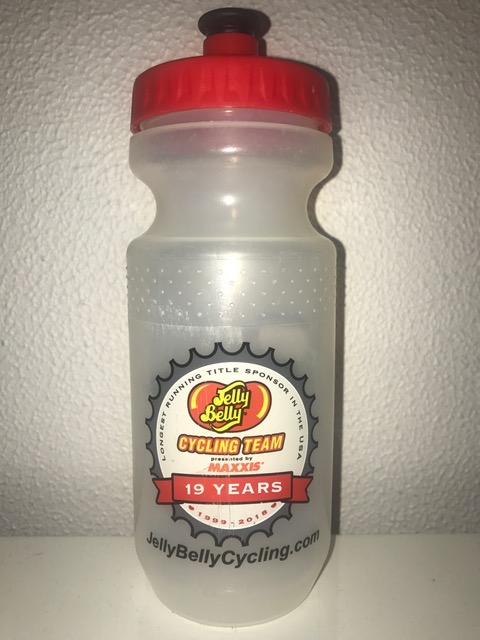 LONGEST RUNNING TITLE SPONSOR IN THE USA
Jelly
Belly
CYCLING TEAM
presented by
MAXXIS
19 YEARS
1999 - 2018
JellyBellyCycling.com